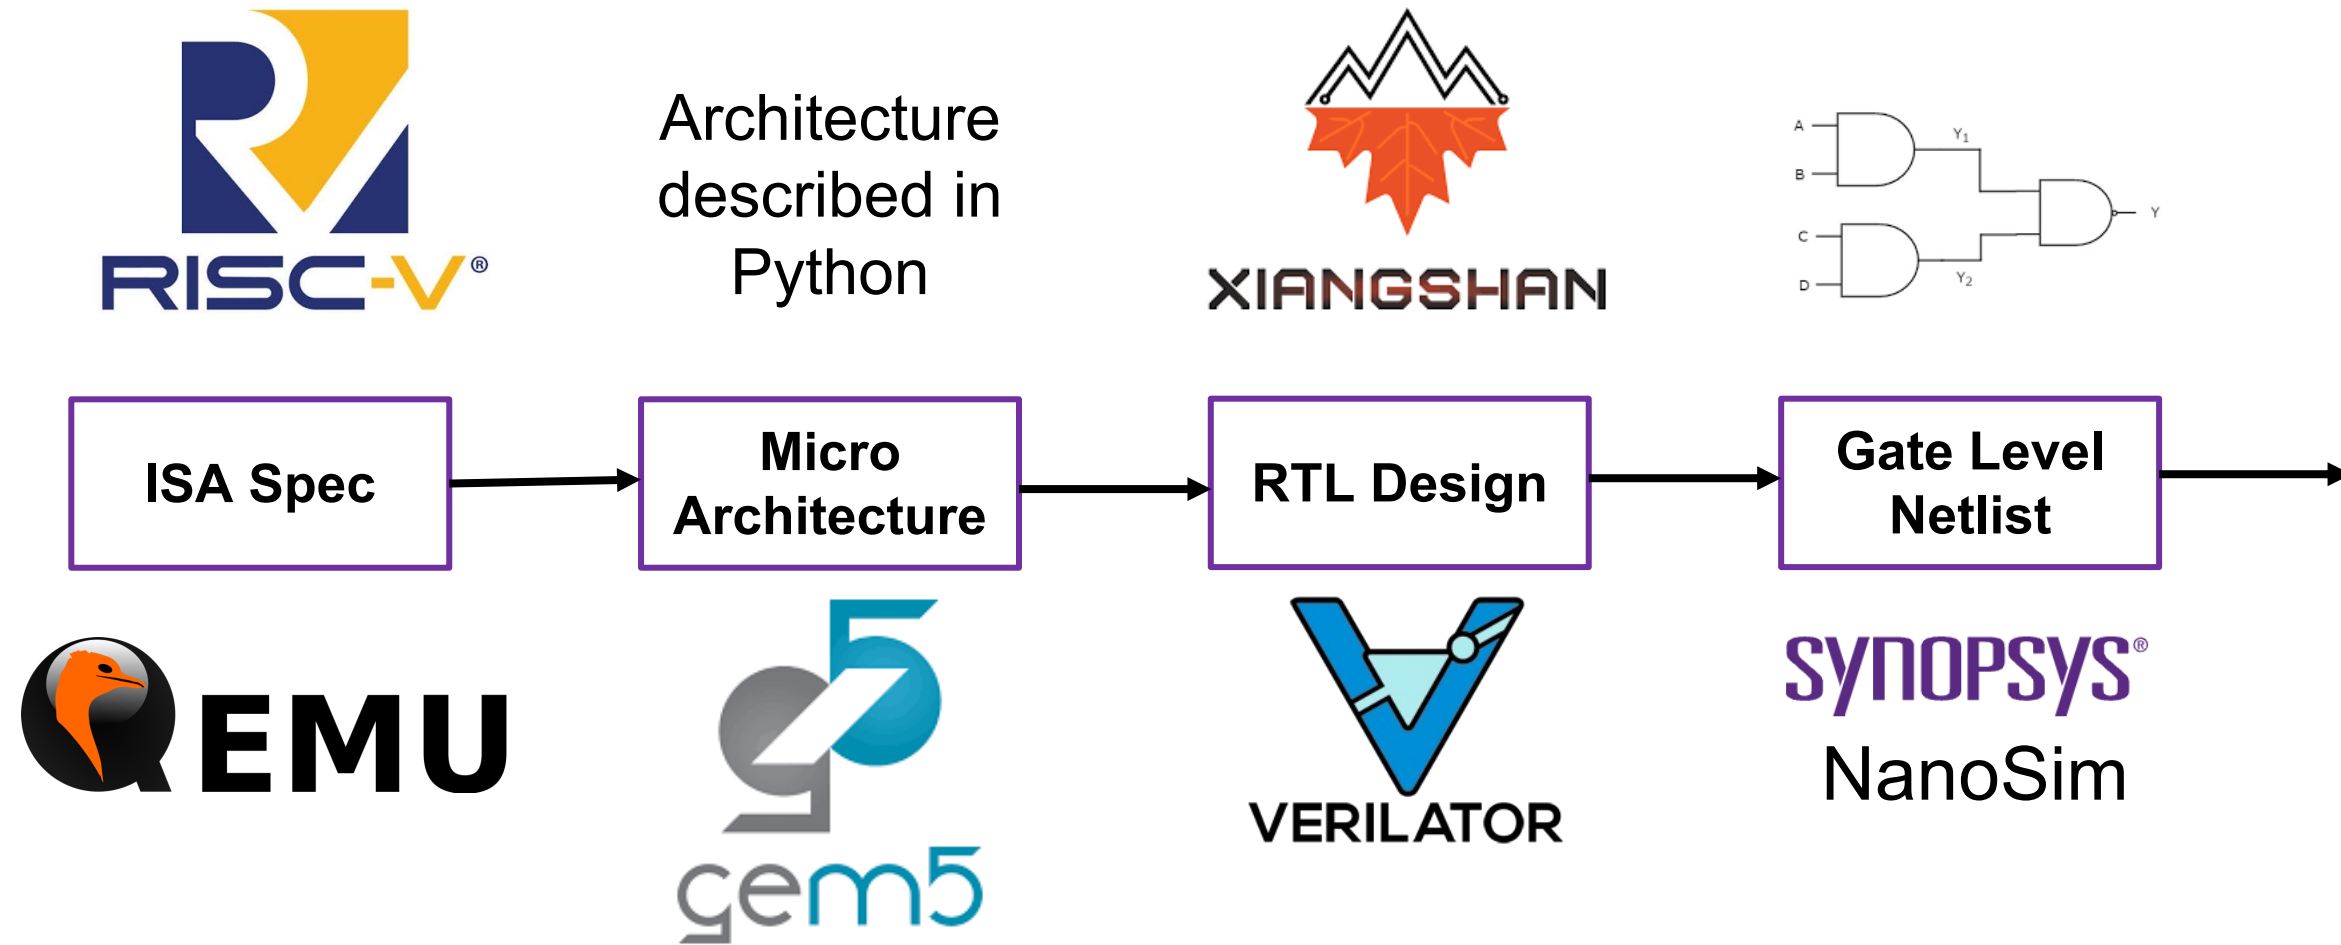 RISC-V®
Architecture
described in
Python
XIANGSHAN
A
B
C
D
Y1
Y2
Y
ISA Spec
Micro
Architecture
RTL Design
Gate Level
Netlist
QEMU
gem5
VERILATOR
SYNOPSYS®
NanoSim